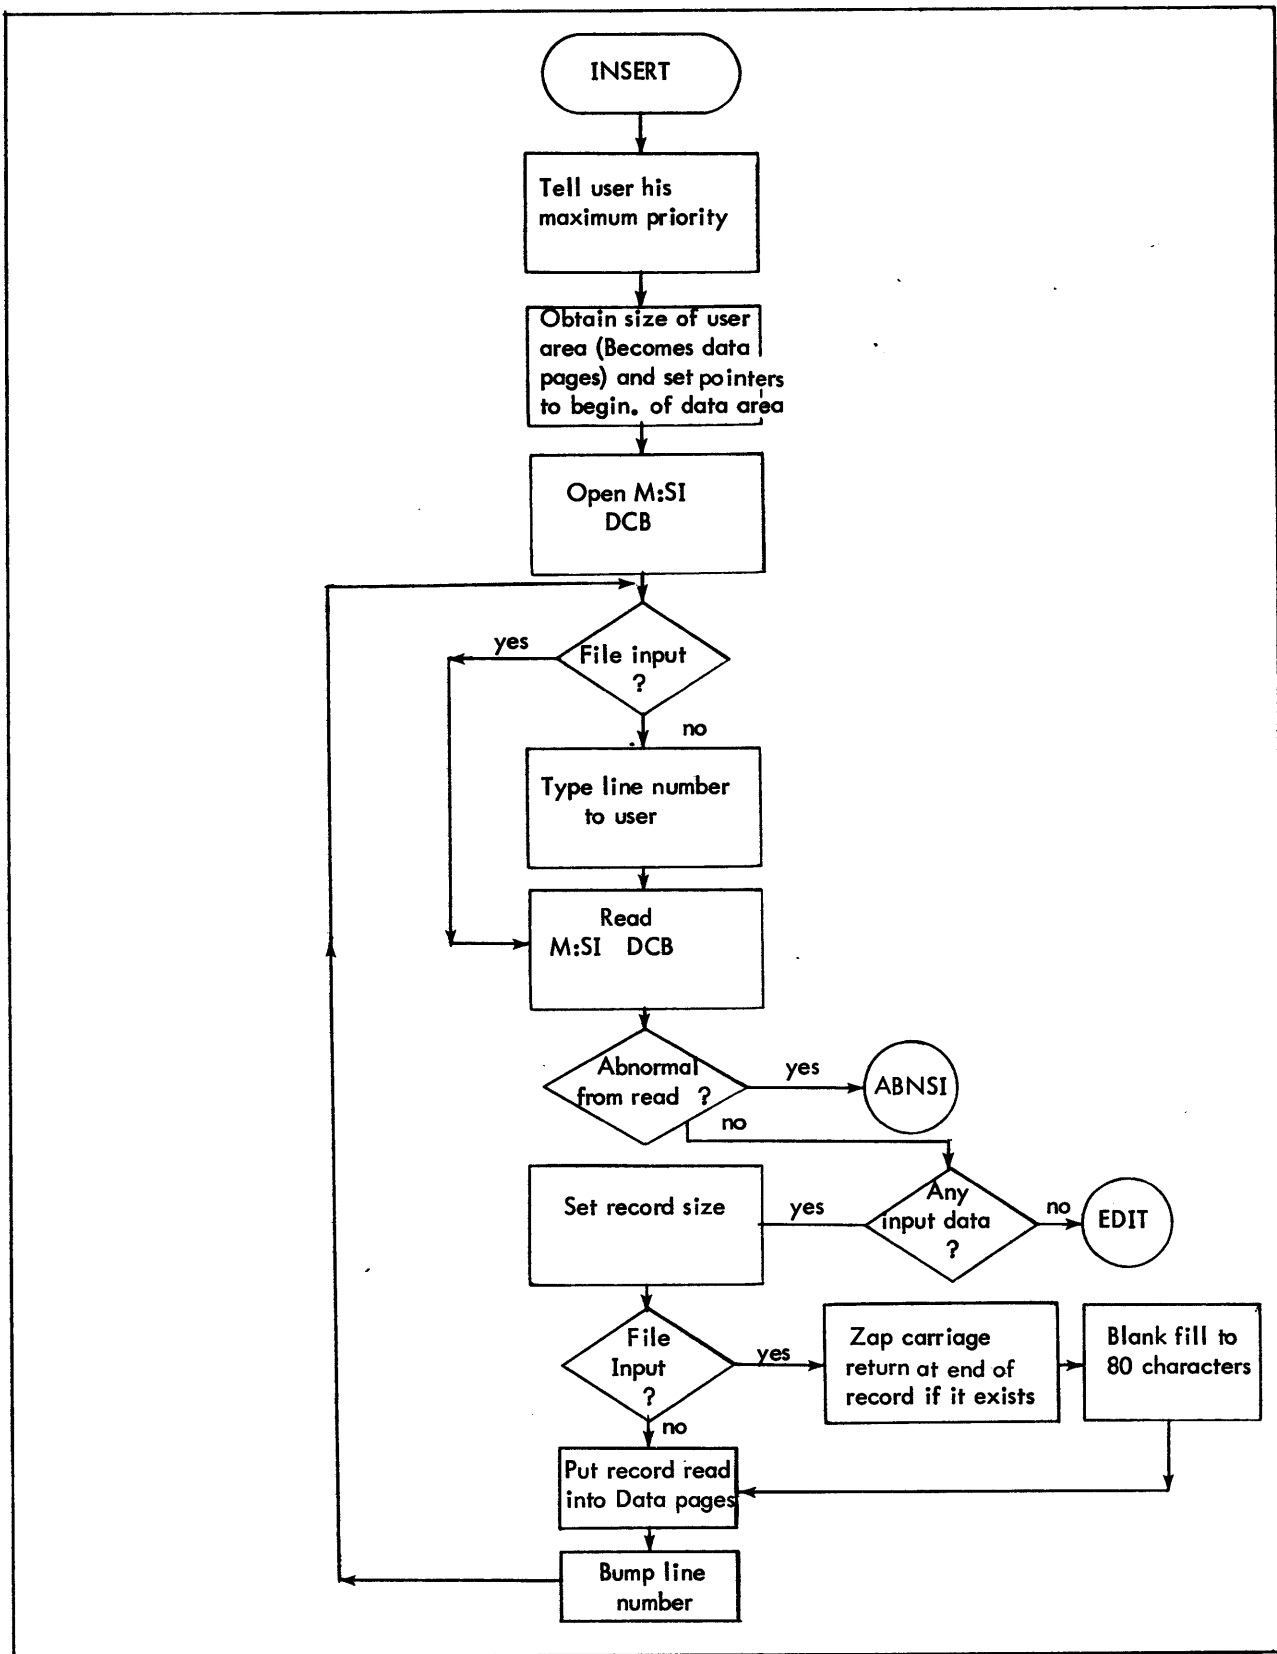 INSERT
Tell user his
maximum priority
Obtain size of user
area (Becomes data
pages) and set pointers
to begin. of data area
Open M:SI
DCB
yes
File input
?
no
Type line number
to user
Read
M:SI DCB
Abnormal
from read ?
yes
ABNSI
no
Set record size
yes
Any
input data
?
no
EDIT
File
Input
?
yes
Zap carriage
return at end of
record if it exists
Blank fill to
80 characters
no
Put record read
into Data pages
Bump line
number